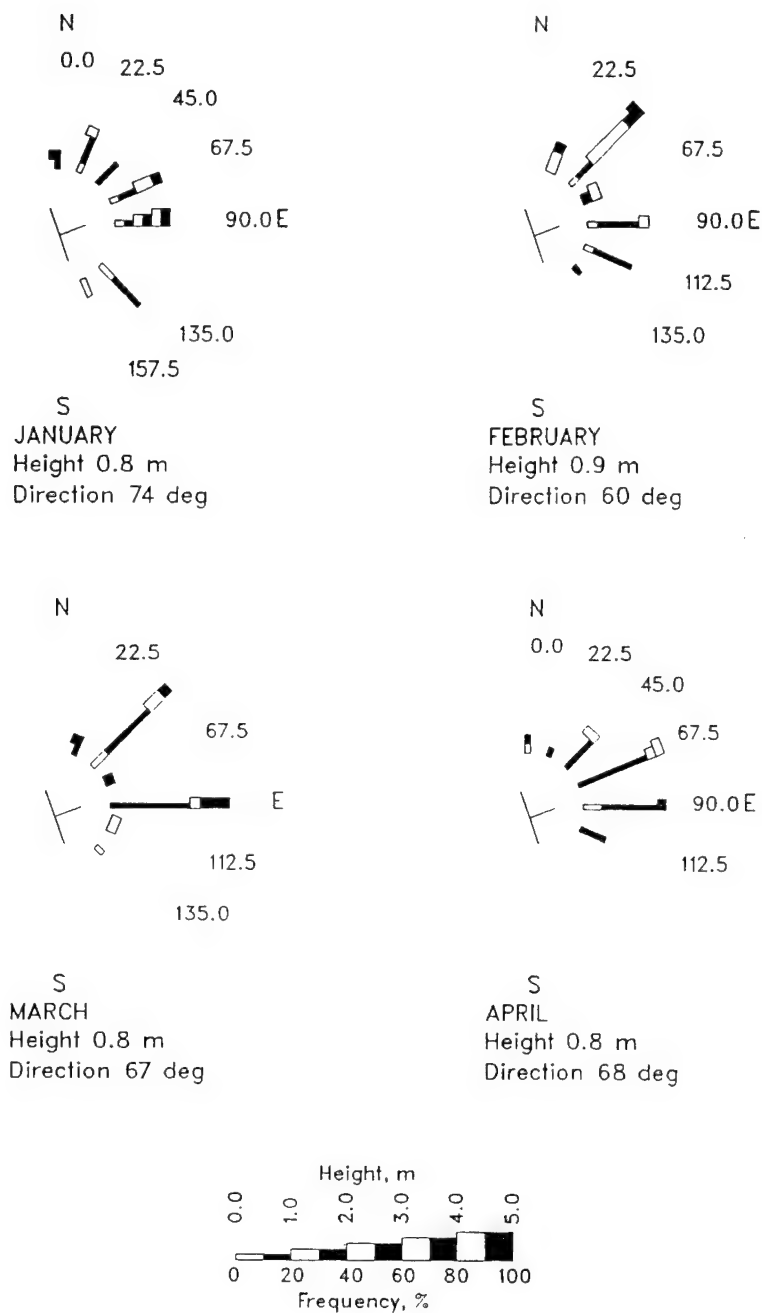 N
0.0 22.5
45.0
67.5
90.0 E
135.0
157.5
S
JANUARY
Height 0.8 m
Direction 74 deg
N
22.5
67.5
90.0 E
112.5
135.0
S
FEBRUARY
Height 0.9 m
Direction 60 deg
N
22.5
67.5
E
112.5
135.0
S
MARCH
Height 0.8 m
Direction 67 deg
N
0.0 22.5
45.0
67.5
90.0 E
112.5
S
APRIL
Height 0.8 m
Direction 68 deg
Height, m
0.0 1.0 2.0 3.0 4.0 5.0
0 20 40 60 80 100
Frequency, %